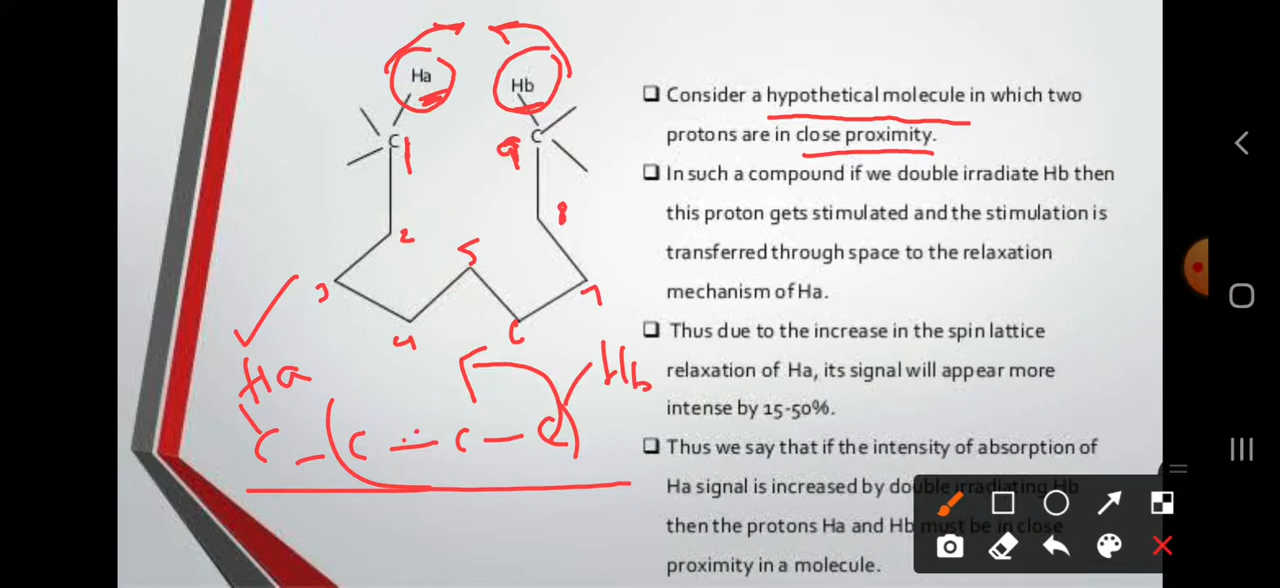 Ha
Hb
C
C
1
9
2
8
3
4
5
6
7
Ha
Hb
C - C - C - C
❑ Consider a hypothetical molecule in which two
protons are in close proximity.
❑ In such a compound if we double irradiate Hb then
this proton gets stimulated and the stimulation is
transferred through space to the relaxation
mechanism of Ha.
❑ Thus due to the increase in the spin lattice
relaxation of Ha, its signal will appear more
intense by 15-50%.
❑ Thus we say that if the intensity of absorption of
Ha signal is increased by double irradiating Hb
then the protons Ha and Hb must be in close
proximity in a molecule.